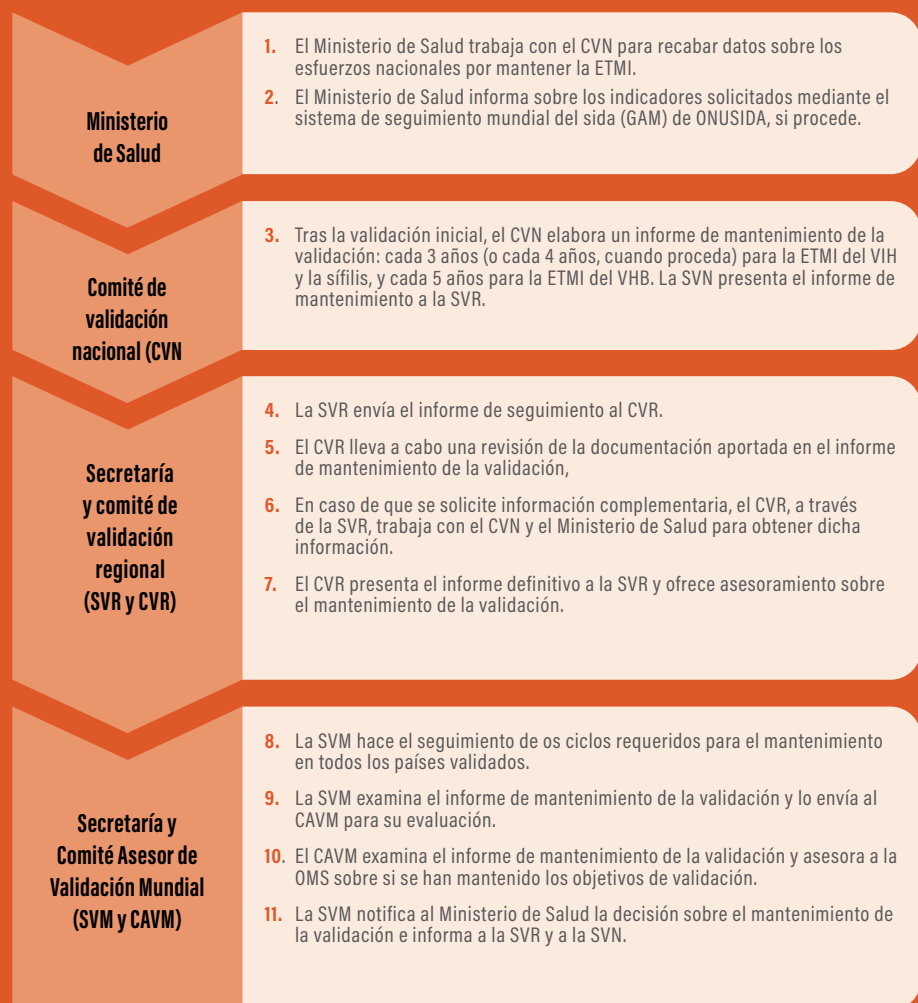 Ministerio
de Salud
1. El Ministerio de Salud trabaja con el CVN para recabar datos sobre los
esfuerzos nacionales por mantener la ETMI.
2. El Ministerio de Salud informa sobre los indicadores solicitados mediante el
sistema de seguimiento mundial del sida (GAM) de ONUSIDA, si procede.
Comité de
validación
nacional (CVN
3. Tras la validación inicial, el CVN elabora un informe de mantenimiento de la
validación: cada 3 años (o cada 4 años, cuando proceda) para la ETMI del VIH
y la sífilis, y cada 5 años para la ETMI del VHB. La SVN presenta el informe de
mantenimiento a la SVR.
Secretaría
y comité de
validación
regional
(SVR y CVR)
4. La SVR envía el informe de seguimiento al CVR.
5. El CVR lleva a cabo una revisión de la documentación aportada en el informe
de mantenimiento de la validación,
6. En caso de que se solicite información complementaria, el CVR, a través
de la SVR, trabaja con el CVN y el Ministerio de Salud para obtener dicha
información.
7. El CVR presenta el informe definitivo a la SVR y ofrece asesoramiento sobre
el mantenimiento de la validación.
Secretaría y
Comité Asesor de
Validación Mundial
(SVM y CAVM)
8. La SVM hace el seguimiento de os ciclos requeridos para el mantenimiento
en todos los países validados.
9. La SVM examina el informe de mantenimiento de la validación y lo envía al
CAVM para su evaluación.
10. El CAVM examina el informe de mantenimiento de la validación y asesora a la
OMS sobre si se han mantenido los objetivos de validación.
11. La SVM notifica al Ministerio de Salud la decisión sobre el mantenimiento de
la validación e informa a la SVR y a la SVN.